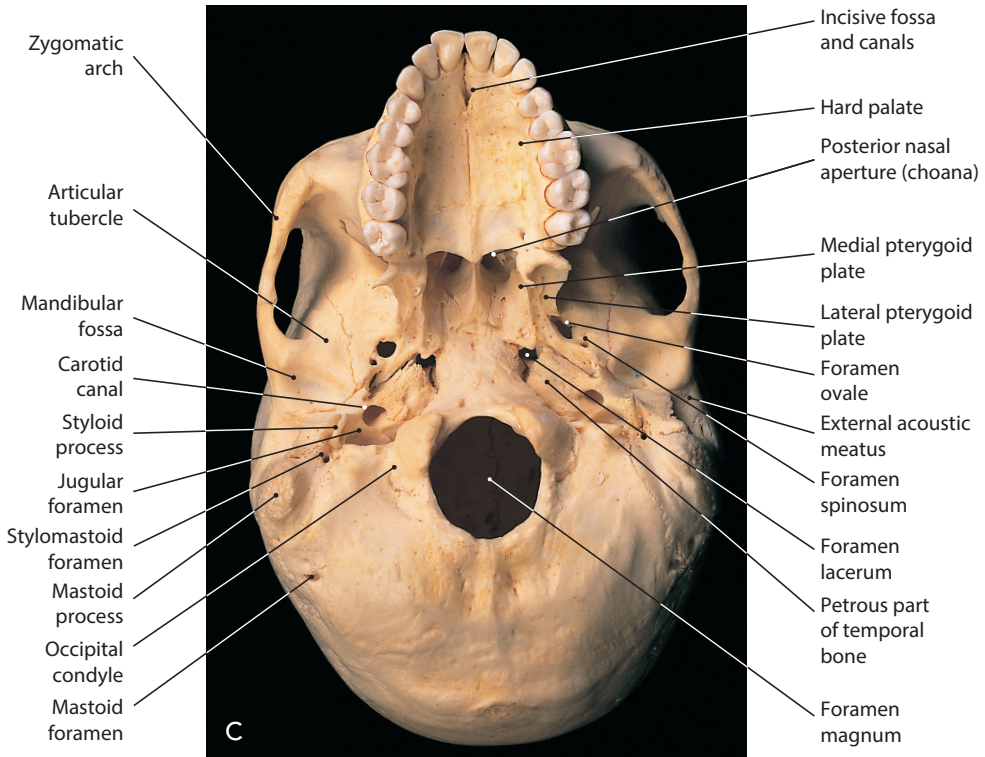 Zygomatic
arch
Articular
tubercle
Mandibular
fossa
Carotid
canal
Styloid
process
Jugular
foramen
Stylomastoid
foramen
Mastoid
process
Occipital
condyle
Mastoid
foramen
C
Incisive fossa
and canals
Hard palate
Posterior nasal
aperture (choana)
Medial pterygoid
plate
Lateral pterygoid
plate
Foramen
ovale
External acoustic
meatus
Foramen
spinosum
Foramen
lacerum
Petrous part
of temporal
bone
Foramen
magnum